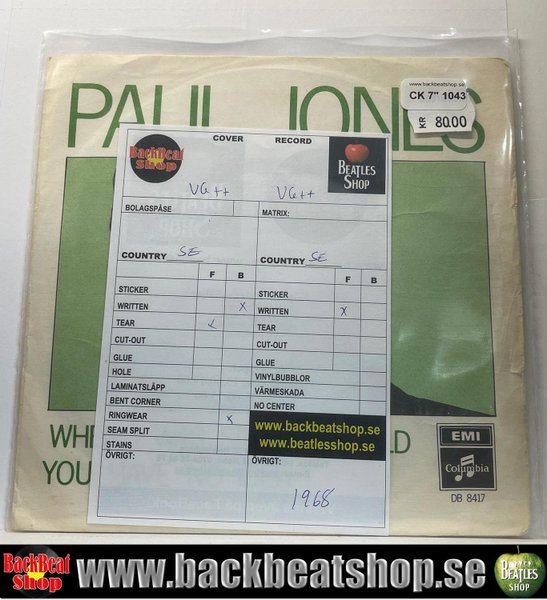 www.backbeatshop.se
CK 7" 1043
KR 80.00
PAUL JONES
COVER RECORD
BackBeat Shop
BEATLES SHOP
VG++ VG++
BOLAGSPÅSE MATRIX:
COUNTRY SE COUNTRY SE
F B F B
STICKER STICKER
WRITTEN X WRITTEN X
TEAR TEAR
CUT-OUT CUT-OUT
GLUE GLUE
HOLE VINYLBUBBLOR
LAMINATSLÄPP VÄRMESKADA
BENT CORNER NO CENTER
RINGWEAR X
SEAM SPLIT
STAINS
www.backbeatshop.se
www.beatlesshop.se
ÖVRIGT: ÖVRIGT:
1968
WHE LD
YOU
EMI
Columbia
DB 8417
BackBeat Shop www.backbeatshop.se BEATLES SHOP